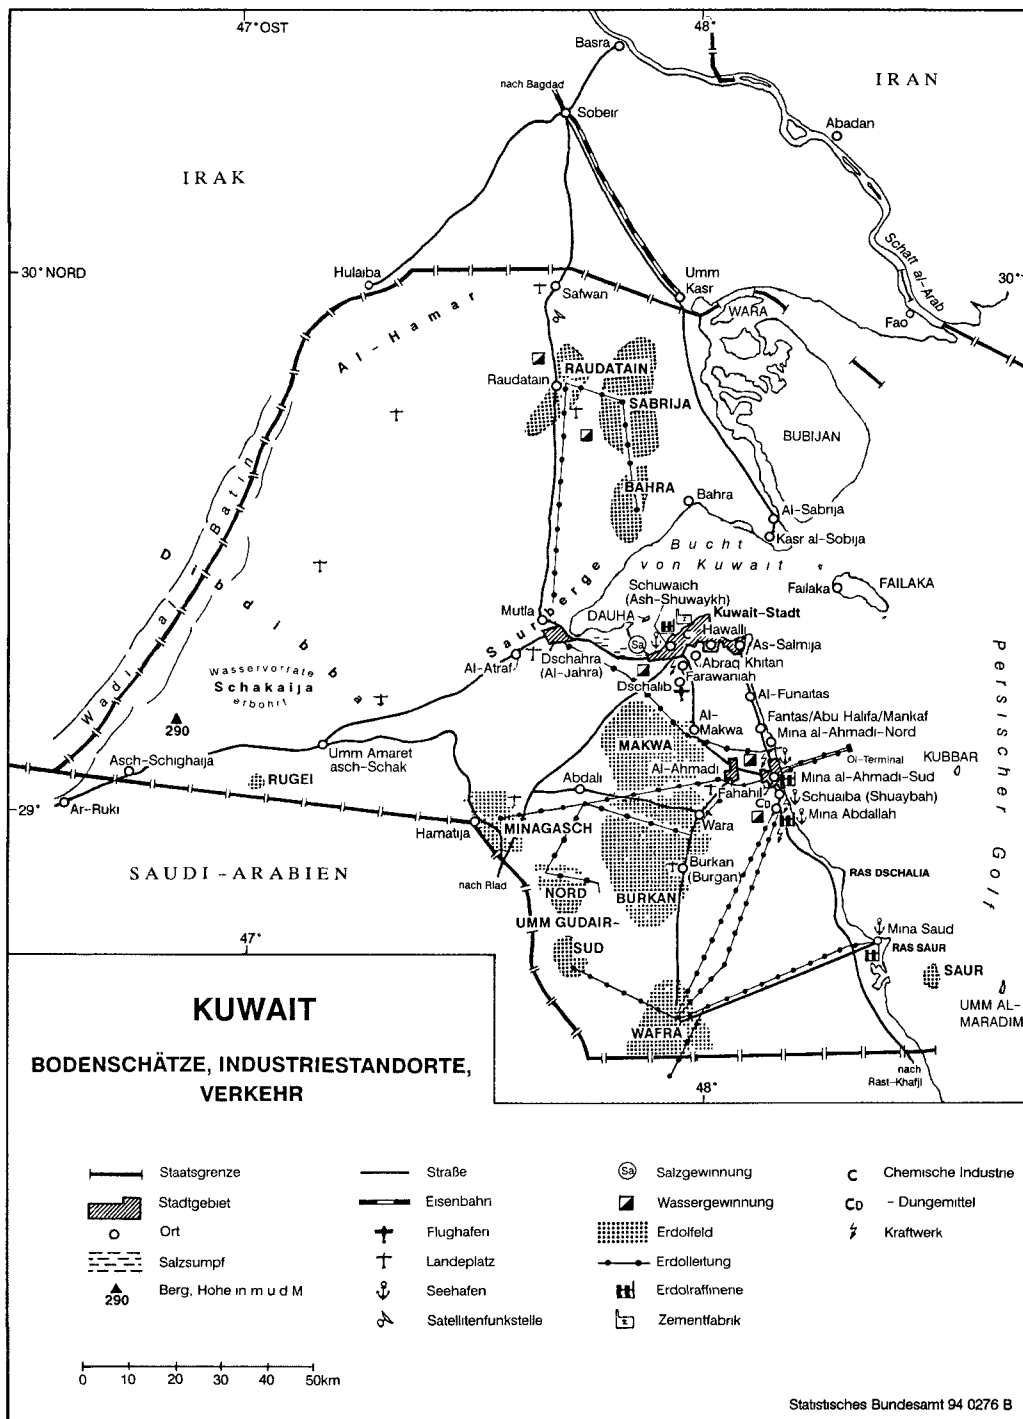 47° OST
48°
Basra
IRAN
nach Bagdad
Sobeir
Abadan
IRAK
Schatt al-Arab
30° NORD
Hulaiba
Umm
Kasr
30°
Safwan
WARA
Fao
Al-Hamar
RAUDATAIN
Raudatain
SABRIJA
BUBIJAN
Wadi al-Batin
BAHRA
Bahra
Al-Sabrija
Kasr al-Sobija
Bucht
von Kuwait
Dibdibba
Failaka
FAILAKA
Schuwaich
(Ash-Shuwaykh)
Mutla
DAUHA
Kuwait-Stadt
Hawalli
Saurberge
Sa
As-Salmija
Dschahra
(Al-Jahra)
Abraq Khitan
Al-Atraf
Farawaniah
Dschalib
Wasservorräte
Schakaija
erbohrt
Al-Funaitas
290
Al-
Makwa
Fantas/Abu Halifa/Mankaf
Mina al-Ahmadi-Nord
MAKWA
Umm Amaret
asch-Schak
Asch-Schighaija
RUGEI
Oil-Terminal
KUBBAR
Al-Ahmadi
Mina al-Ahmadi-Sud
Abdali
Fahahil
Schuaiba (Shuaybah)
Ar-Ruki
29°
CD
Mina Abdallah
Wara
Hamatija
MINAGASCH
Persischer Golf
SAUDI-ARABIEN
nach Riad
Burkan
(Burgan)
RAS DSCHALIA
NORD
BURKAN
UMM GUDAIR-
SUD
Mina Saud
RAS SAUR
47°
SAUR
UMM AL-
MARADIM
WAFRA
nach
Rast-Khafji
48°
KUWAIT
BODENSCHÄTZE, INDUSTRIESTANDORTE,
VERKEHR
Staatsgrenze
Stadtgebiet
Ort
Salzsumpf
290
Berg, Hohe in m u d M
Straße
Eisenbahn
Flughafen
Landeplatz
Seehafen
Satellitenfunkstelle
Sa
Salzgewinnung
Wassergewinnung
Erdolfeld
Erdolleitung
Erdolraffinerie
Zementfabrik
C
Chemische Industrie
CD
- Dungemittel
Kraftwerk
0 10 20 30 40 50km
Statistisches Bundesamt 94 0276 B